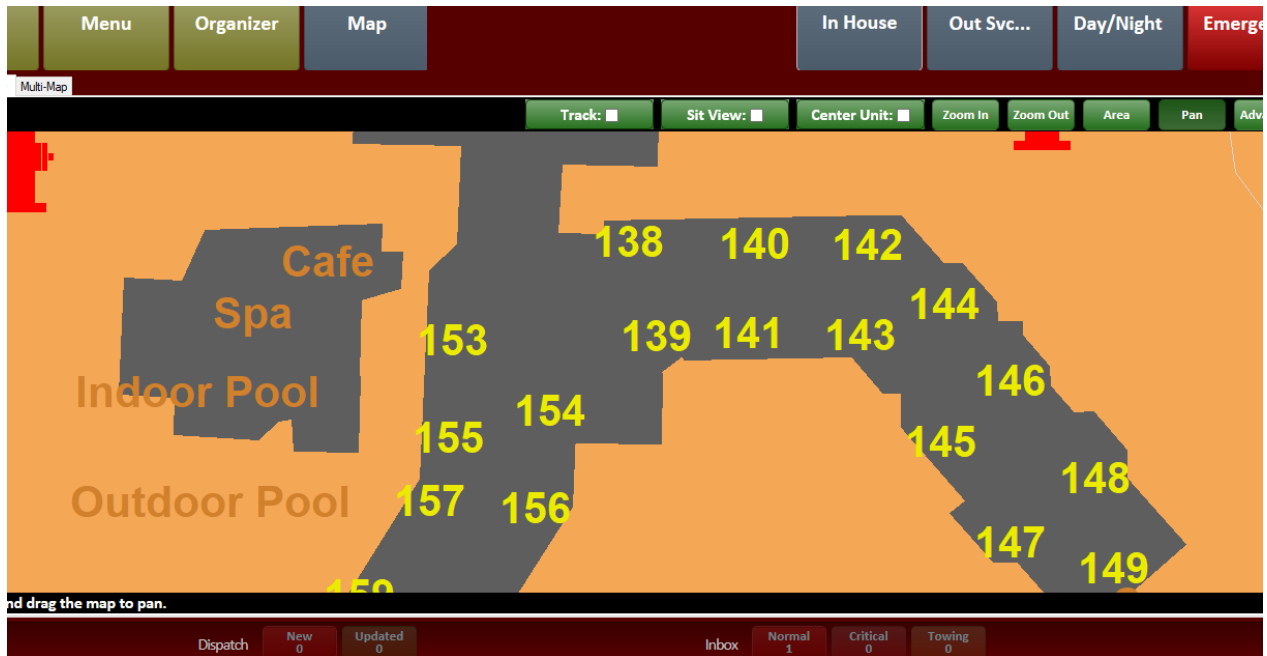 Menu Organizer Map In House Out Svc... Day/Night Emerge
Multi-Map
Track: Sit View: Center Unit: Zoom In Zoom Out Area Pan Adva
138 140 142
Cafe
Spa 144
153 139 141 143
Indoor Pool 146
154
155 145
Outdoor Pool 157 156 148
147
149
159
nd drag the map to pan.
Dispatch New 0 Updated 0 Inbox Normal 1 Critical 0 Towing 0